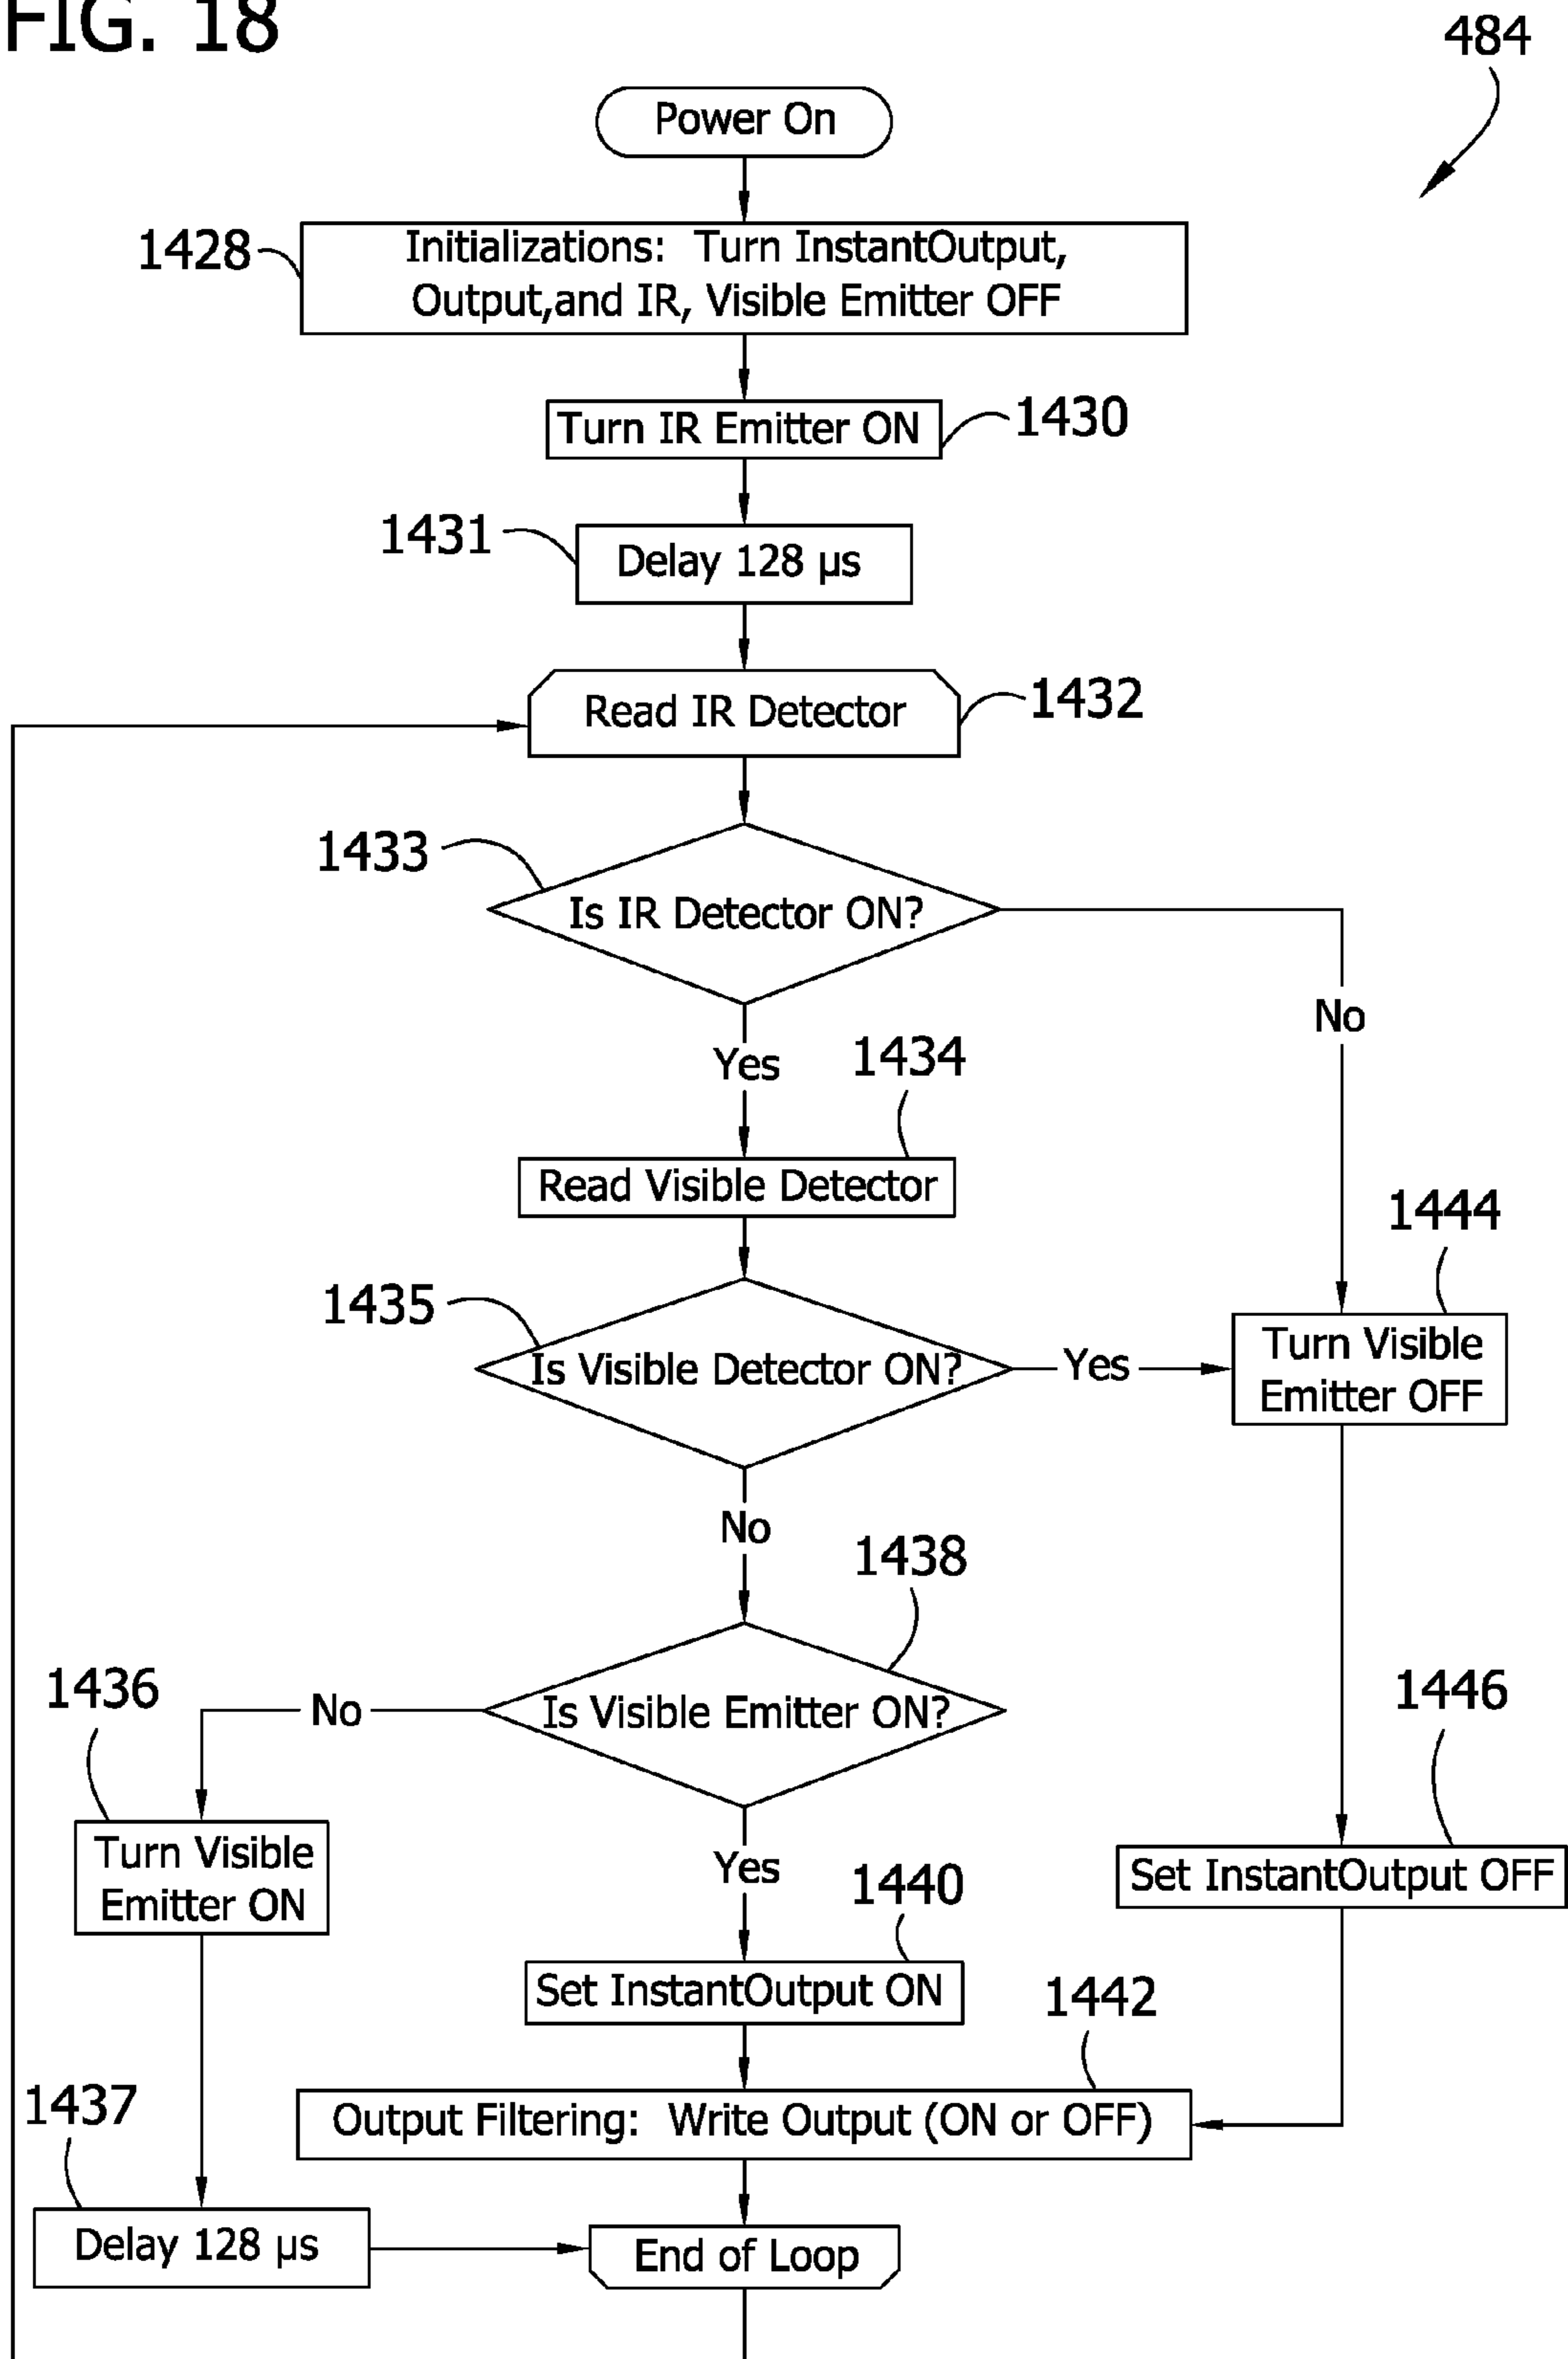 FIG. 18
484
Power On
1428
Initializations: Turn InstantOutput,
Output,and IR, Visible Emitter OFF
Turn IR Emitter ON
1430
1431
Delay 128 µs
Read IR Detector
1432
1433
Is IR Detector ON?
No
Yes
1434
Read Visible Detector
1444
1435
Is Visible Detector ON?
Yes
Turn Visible
Emitter OFF
No
1438
1436
No
Is Visible Emitter ON?
1446
Turn Visible
Emitter ON
Yes
1440
Set InstantOutput OFF
Set InstantOutput ON
1442
1437
Output Filtering: Write Output (ON or OFF)
Delay 128 µs
End of Loop